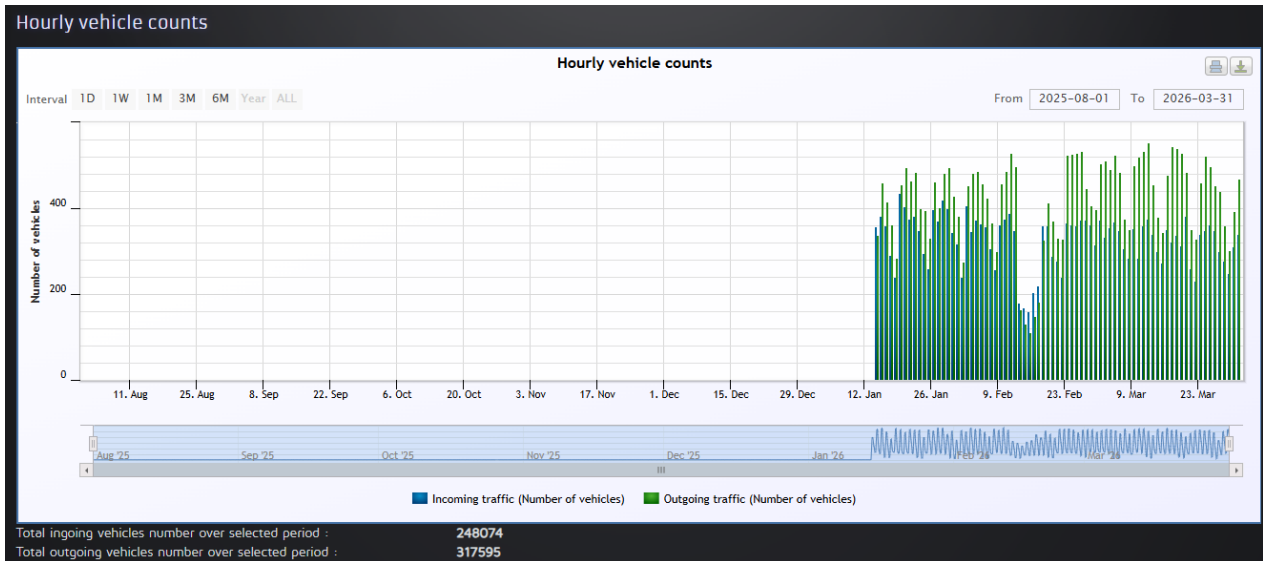 Hourly vehicle counts
Hourly vehicle counts
Interval 1D 1W 1M 3M 6M Year ALL From 2025-08-01 To 2026-03-31
Number of vehicles
400
200
0
11. Aug 25. Aug 8. Sep 22. Sep 6. Oct 20. Oct 3. Nov 17. Nov 1. Dec 15. Dec 29. Dec 12. Jan 26. Jan 9. Feb 23. Feb 9. Mar 23. Mar
Aug '25 Sep '25 Oct '25 Nov '25 Dec '25 Jan '26 Feb '26 Mar '26
Incoming traffic (Number of vehicles) Outgoing traffic (Number of vehicles)
Total ingoing vehicles number over selected period : 248074
Total outgoing vehicles number over selected period : 317595